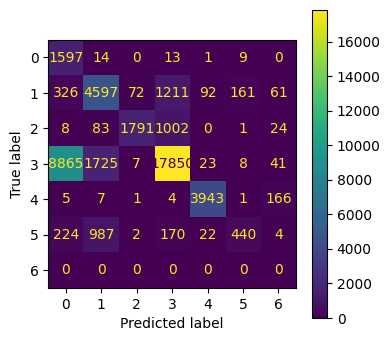 0 1597 14 0 13 1 9 0
1 326 4597 72 1211 92 161 61
2 8 83 1791 1002 0 1 24
3 8865 1725 7 17850 23 8 41
4 5 7 1 4 3943 1 166
5 224 987 2 170 22 440 4
6 0 0 0 0 0 0 0
0 1 2 3 4 5 6
True label
Predicted label
16000
14000
12000
10000
8000
6000
4000
2000
0